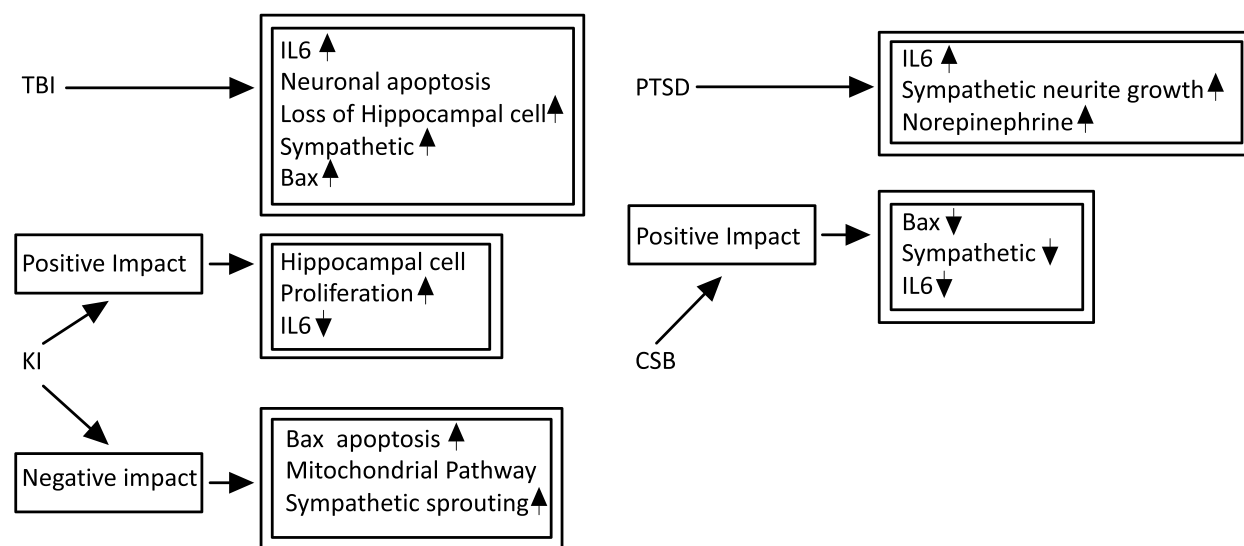 TBI
IL6
Neuronal apoptosis
Loss of Hippocampal cell
Sympathetic
Bax
PTSD
IL6
Sympathetic neurite growth
Norepinephrine
Positive Impact
Hippocampal cell
Proliferation
IL6
KI
Negative impact
Bax apoptosis
Mitochondrial Pathway
Sympathetic sprouting
Positive Impact
Bax
Sympathetic
IL6
CSB